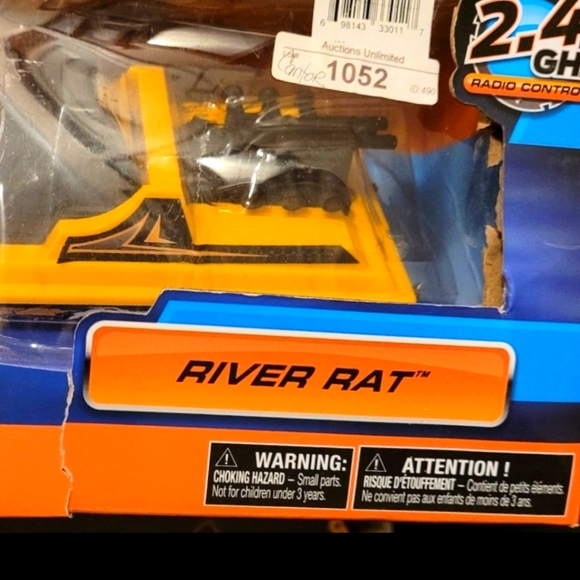 6 98143 33011 7
Auctions Unlimited
1052
ID 490
2.4
GH
RADIO CONTRO
RIVER RAT™
WARNING:
CHOKING HAZARD – Small parts.
Not for children under 3 years.
ATTENTION !
RISQUE D'ÉTOUFFEMENT – Contient de petits éléments.
Ne convient pas aux enfants de moins de 3 ans.